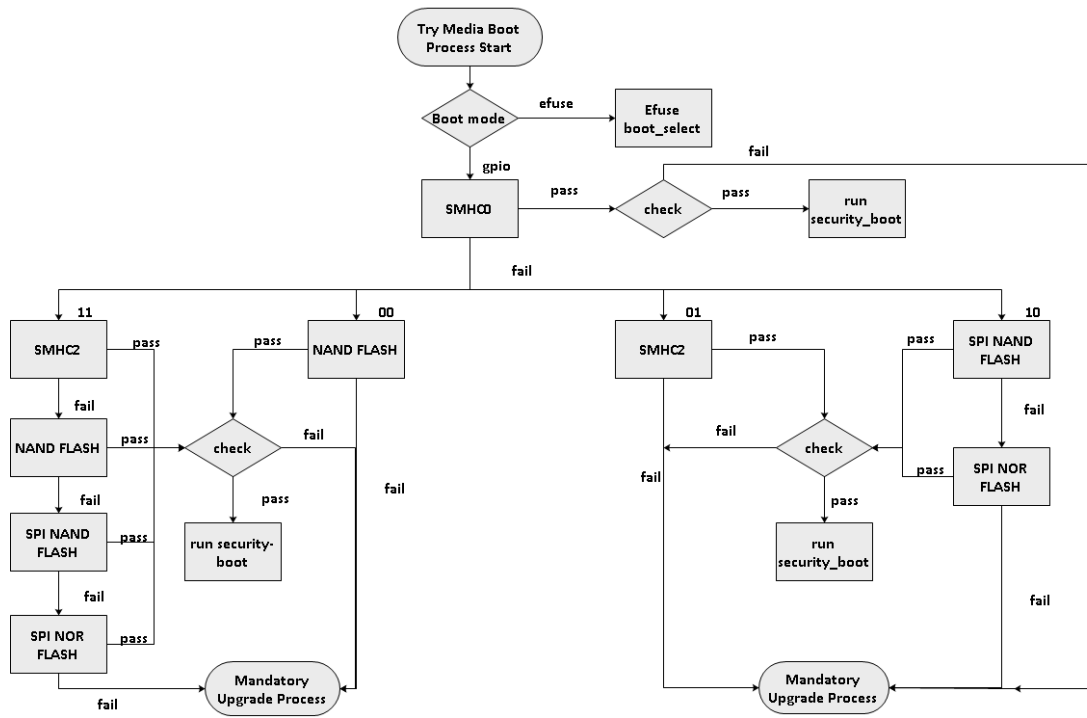 Try Media Boot
Process Start
Boot mode
efuse
Efuse
boot_select
gpio
fail
SMHC0
pass
check
pass
run
security_boot
fail
11
00
01
10
SMHC2
pass
pass
NAND FLASH
SMHC2
pass
pass
SPI NAND
FLASH
fail
fail
NAND FLASH
pass
check
fail
fail
check
pass
SPI NOR
FLASH
fail
pass
fail
fail
pass
SPI NAND
FLASH
pass
run security-
boot
run
security_boot
fail
fail
SPI NOR
FLASH
pass
fail
Mandatory
Upgrade Process
Mandatory
Upgrade Process